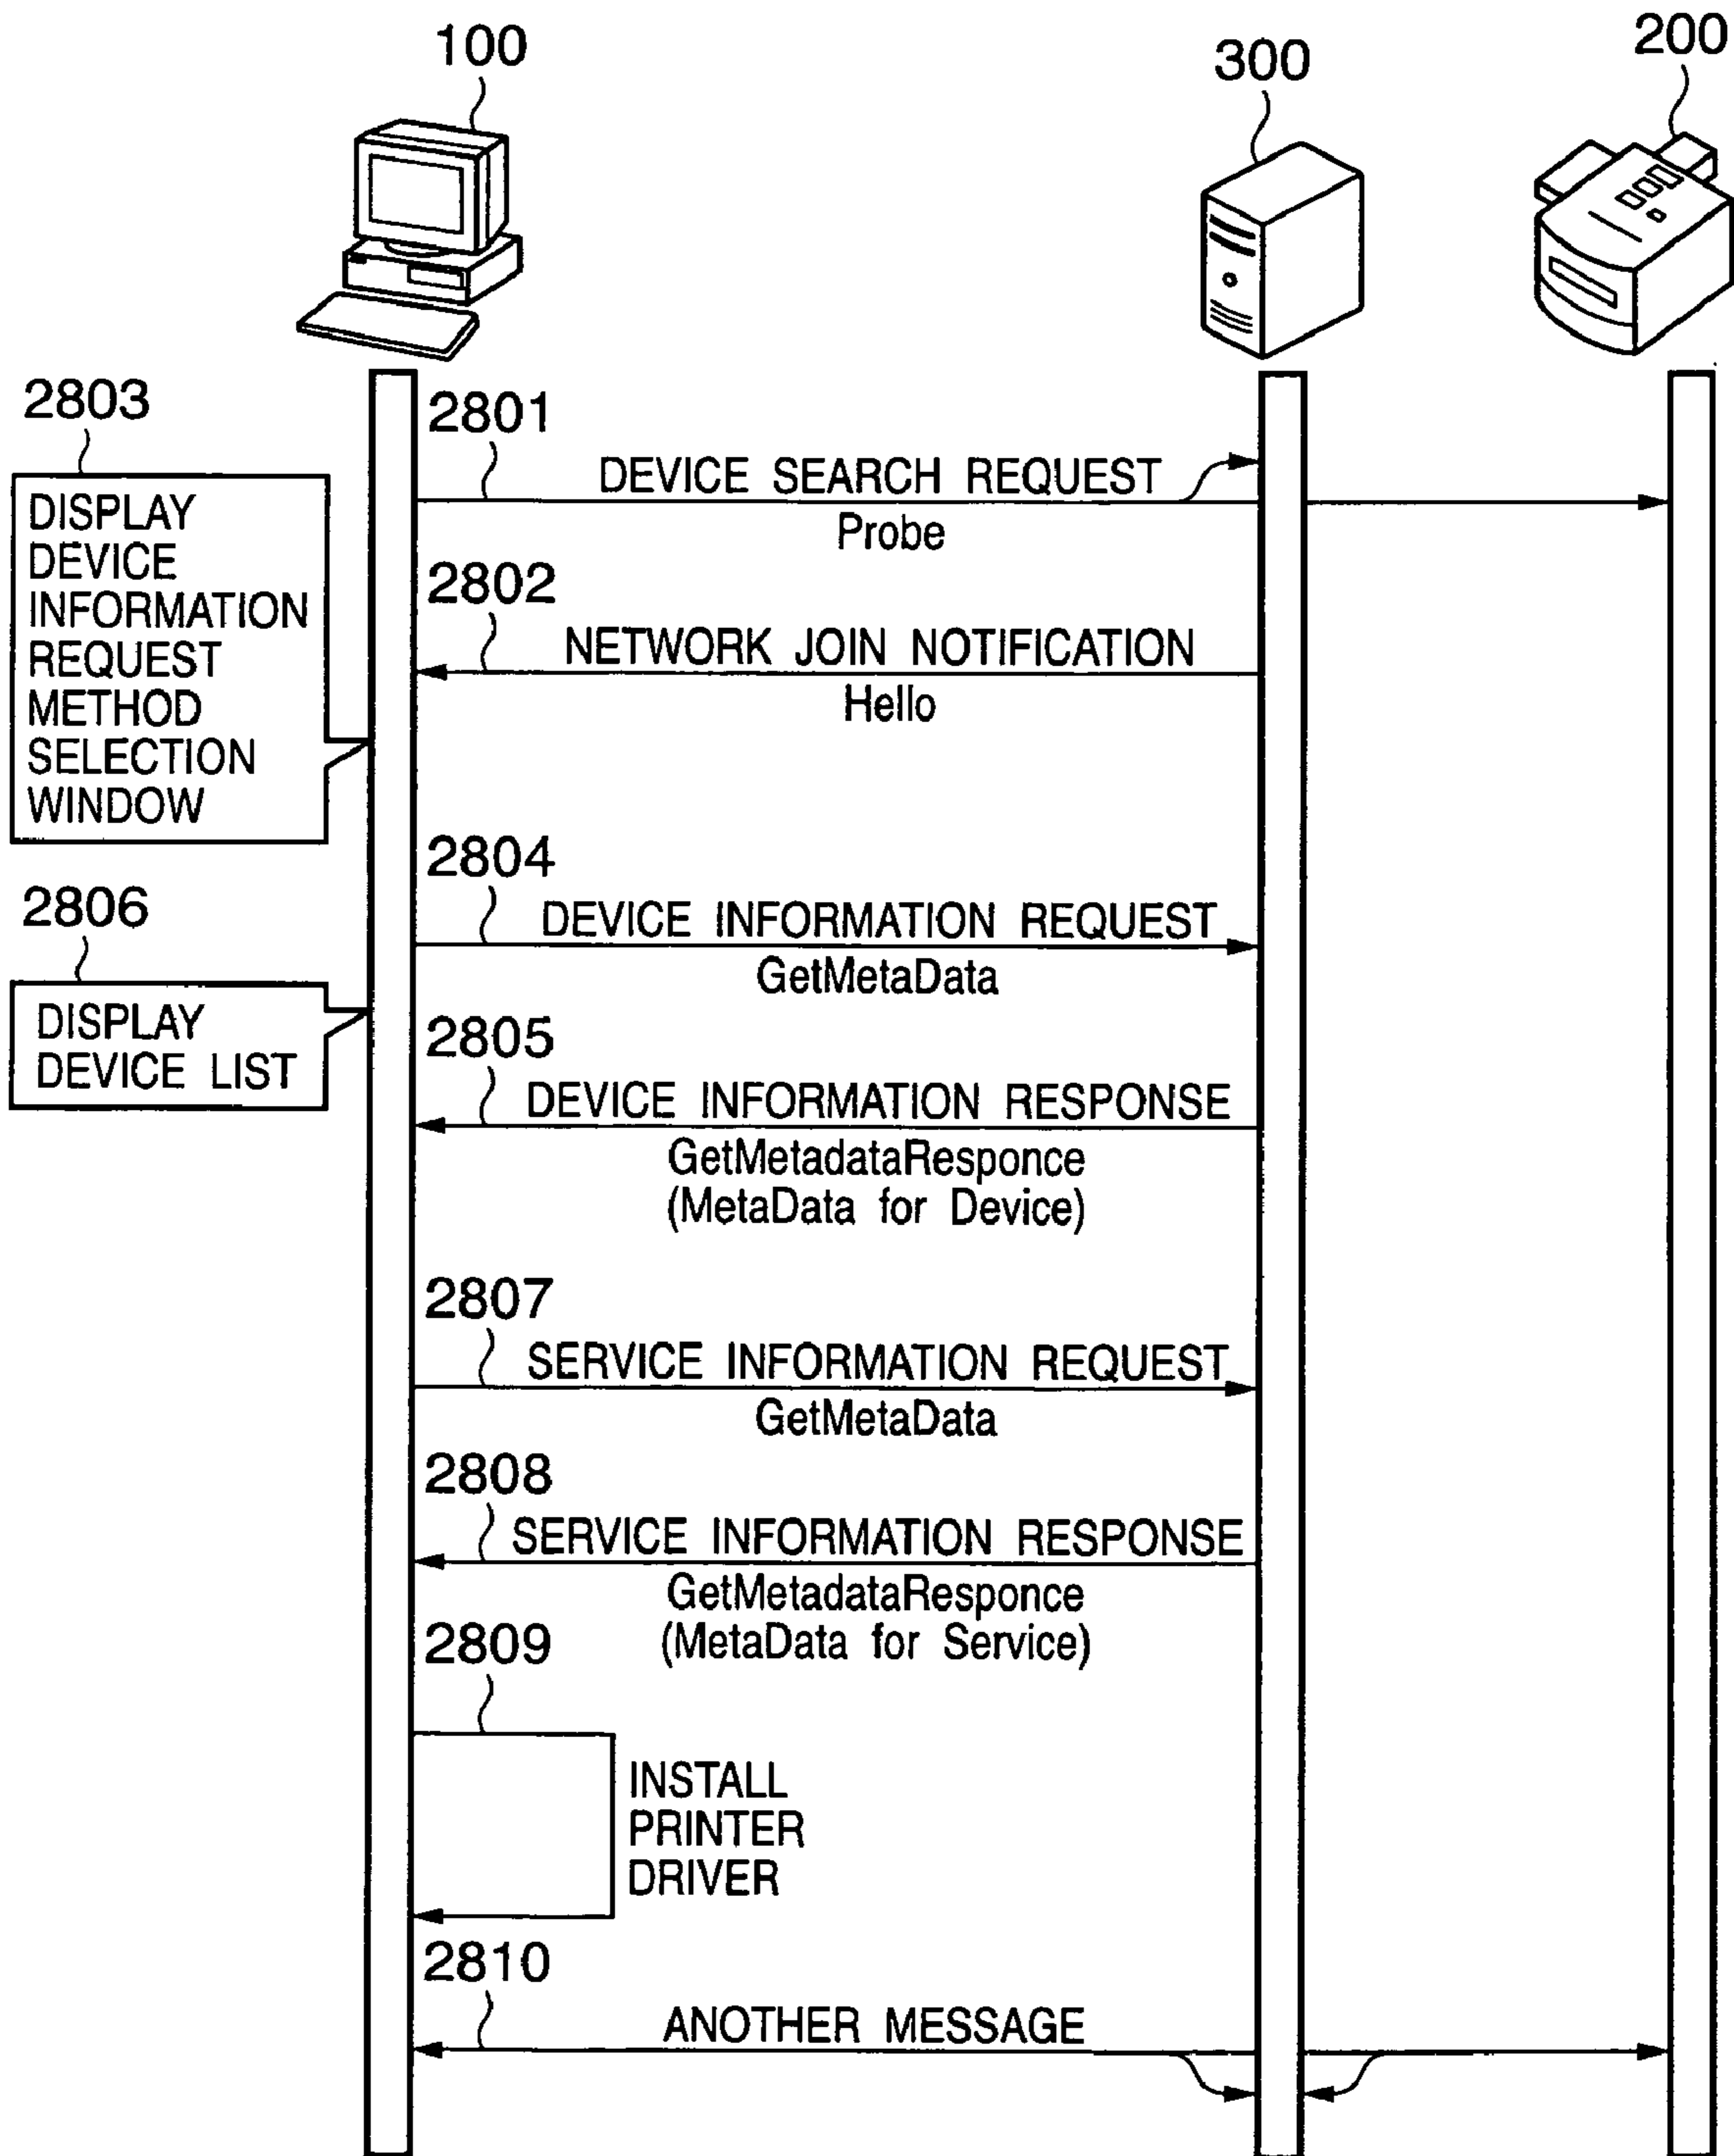 100
300
200
2803
DISPLAY
DEVICE
INFORMATION
REQUEST
METHOD
SELECTION
WINDOW
2801
DEVICE SEARCH REQUEST
Probe
2802
NETWORK JOIN NOTIFICATION
Hello
2804
DEVICE INFORMATION REQUEST
GetMetaData
2806
DISPLAY
DEVICE LIST
2805
DEVICE INFORMATION RESPONSE
GetMetadataResponce
(MetaData for Device)
2807
SERVICE INFORMATION REQUEST
GetMetaData
2808
SERVICE INFORMATION RESPONSE
GetMetadataResponce
(MetaData for Service)
2809
INSTALL
PRINTER
DRIVER
2810
ANOTHER MESSAGE